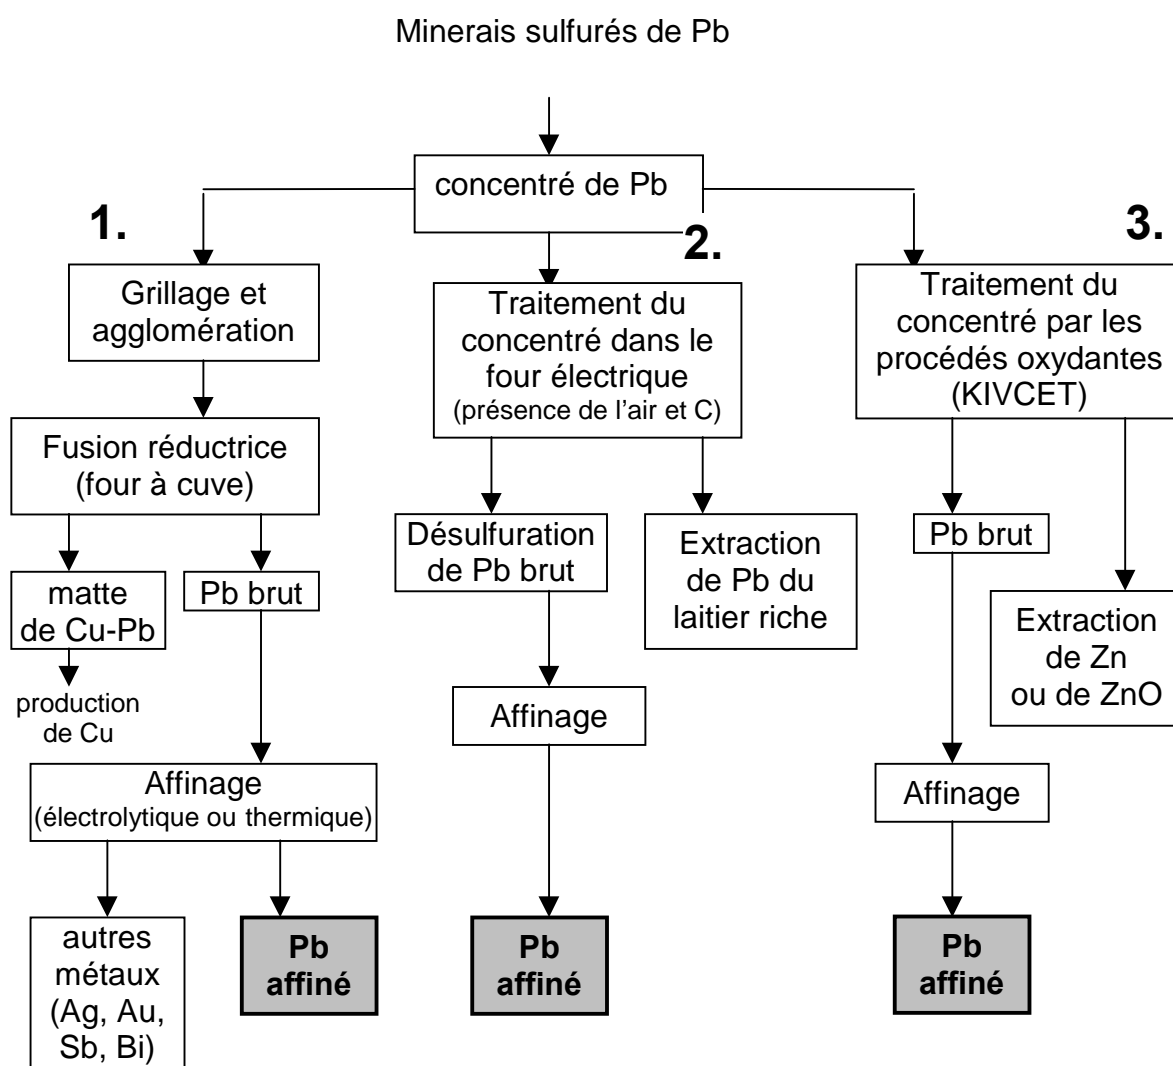 Minerais sulfurés de Pb
concentré de Pb
1.
Grillage et
agglomération
Fusion réductrice
(four à cuve)
matte
de Cu-Pb
production
de Cu
Pb brut
Affinage
(électrolytique ou thermique)
autres
métaux
(Ag, Au,
Sb, Bi)
Pb
affiné
2.
Traitement du
concentré dans le
four électrique
(présence de l'air et C)
Désulfuration
de Pb brut
Extraction
de Pb du
laitier riche
Affinage
Pb
affiné
3.
Traitement du
concentré par les
procédés oxydantes
(KIVCET)
Pb brut
Extraction
de Zn
ou de ZnO
Affinage
Pb
affiné